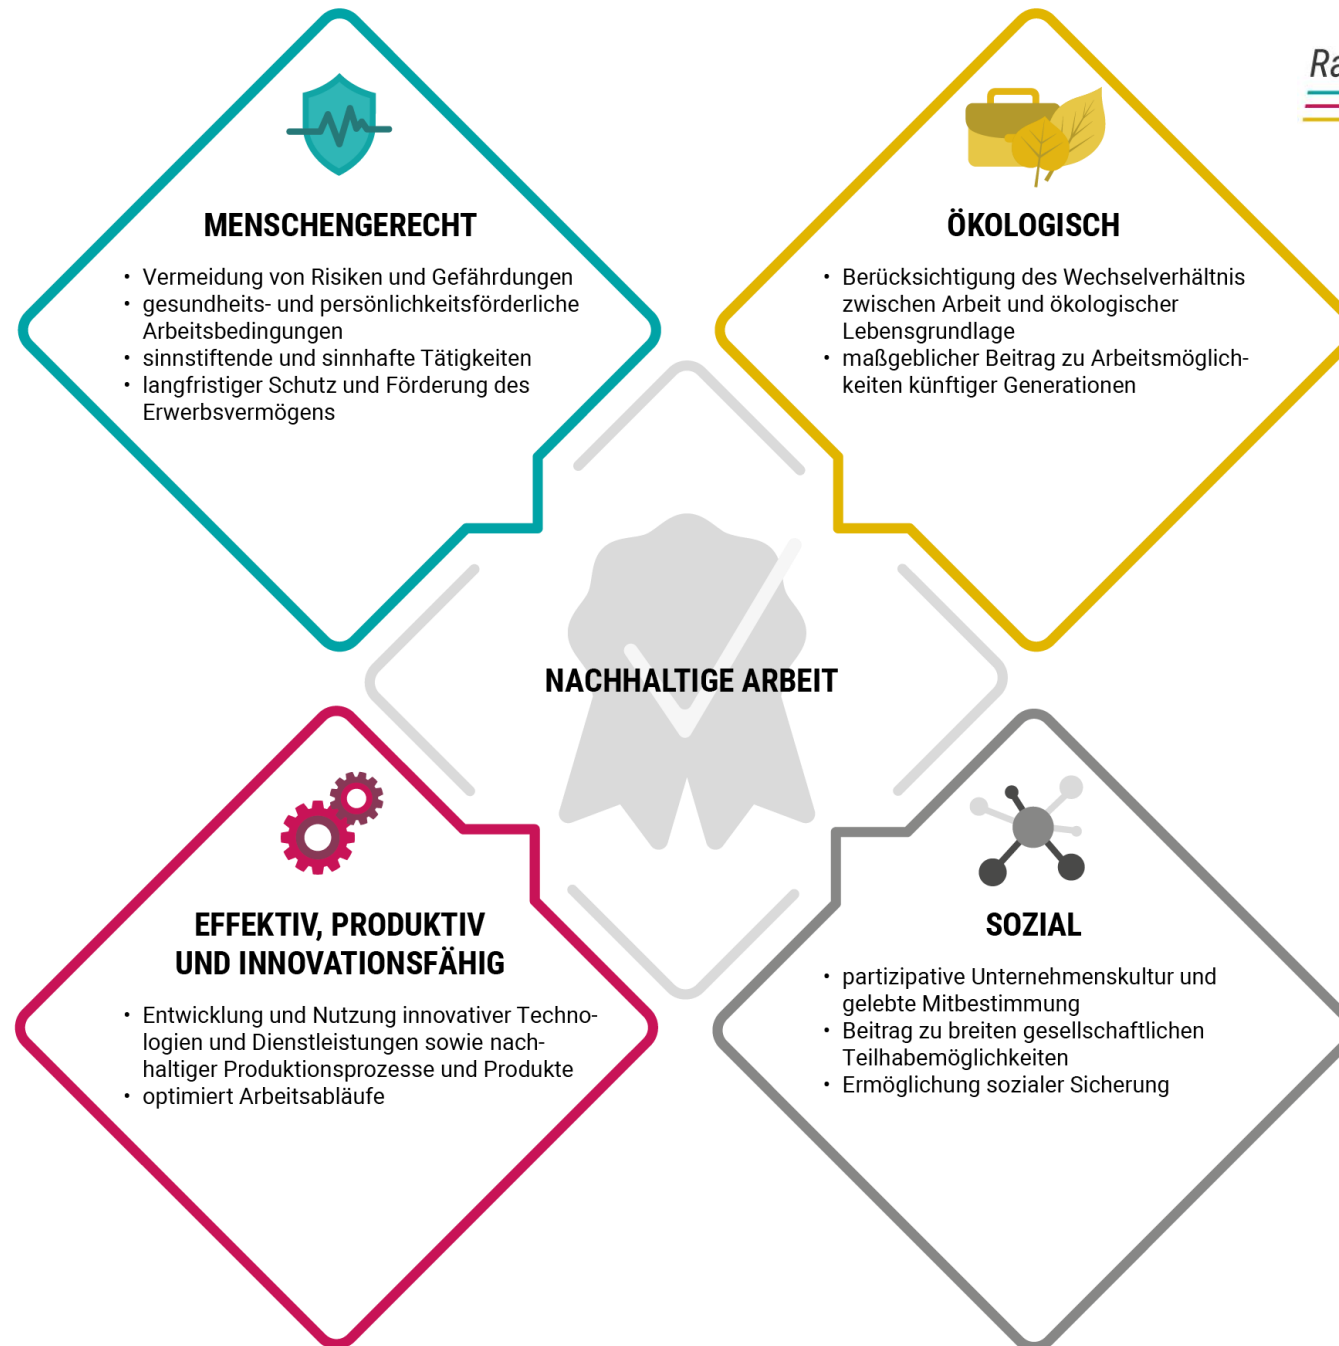 MENSCHENGERECHT
• Vermeidung von Risiken und Gefährdungen
• gesundheits- und persönlichkeitsförderliche
Arbeitsbedingungen
• sinnstiftende und sinnhafte Tätigkeiten
• langfristiger Schutz und Förderung des
Erwerbsvermögens
ÖKOLOGISCH
• Berücksichtigung des Wechselverhältnis
zwischen Arbeit und ökologischer
Lebensgrundlage
• maßgeblicher Beitrag zu Arbeitsmöglich-
keiten künftiger Generationen
NACHHALTIGE ARBEIT
EFFEKTIV, PRODUKTIV
UND INNOVATIONSFÄHIG
• Entwicklung und Nutzung innovativer Techno-
logien und Dienstleistungen sowie nach-
haltiger Produktionsprozesse und Produkte
• optimiert Arbeitsabläufe
SOZIAL
• partizipative Unternehmenskultur und
gelebte Mitbestimmung
• Beitrag zu breiten gesellschaftlichen
Teilhabemöglichkeiten
• Ermöglichung sozialer Sicherung